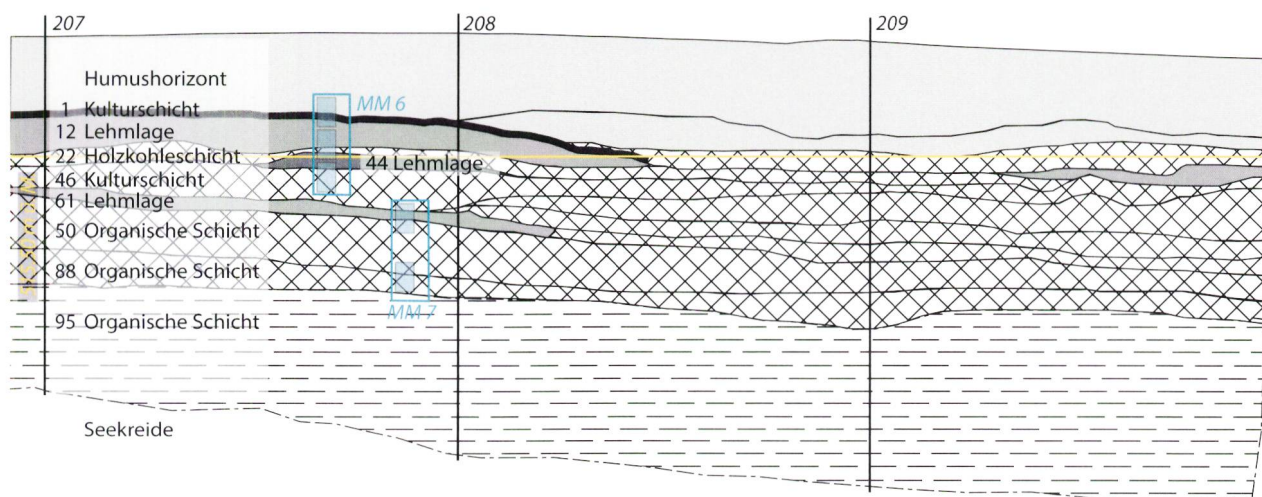 207
208
209
Humushorizont
1 Kulturschicht
MM 6
12 Lehmlage
22 Holzkohleschicht
44 Lehmlage
46 Kulturschicht
61 Lehmlage
50 Organische Schicht
88 Organische Schicht
MM 7
95 Organische Schicht
Seekreide